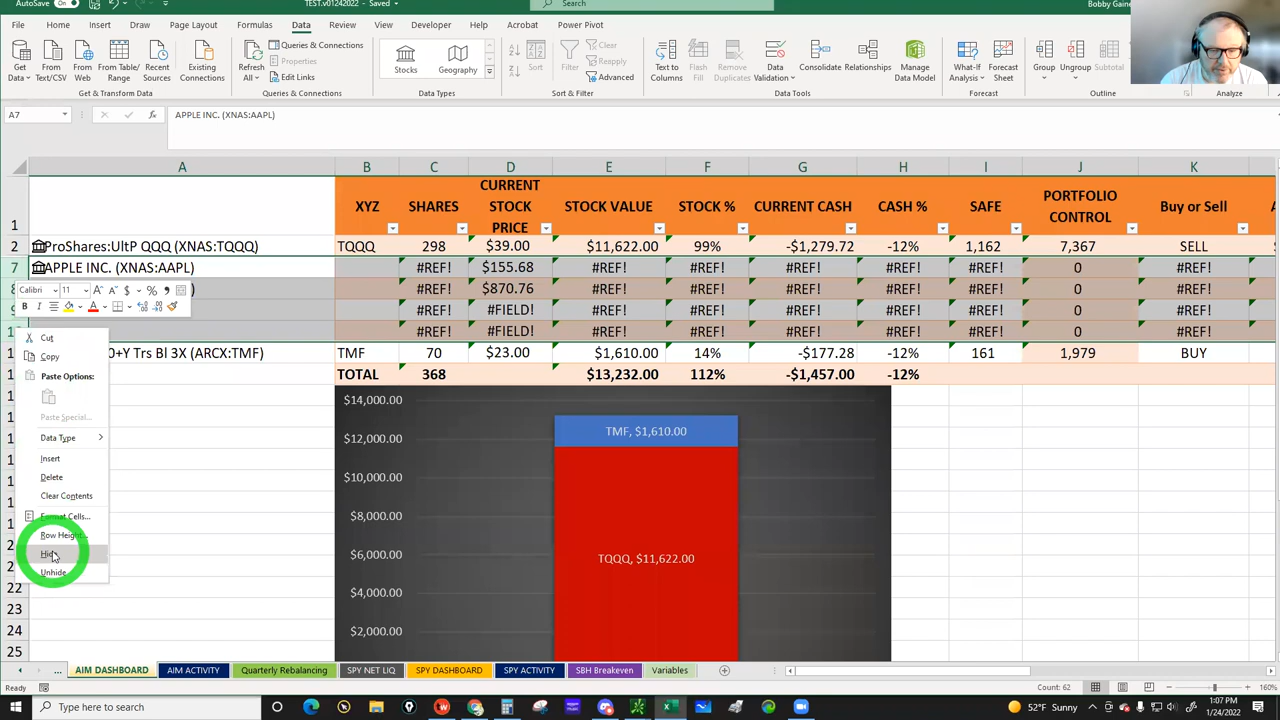 AutoSave On TEST.v01242022 - Saved Search Bobby Gaine
File Home Insert Draw Page Layout Formulas Data Review View Developer Help Acrobat Power Pivot
Get Data From Text/CSV From Web From Table/Range Recent Sources Existing Connections
Get & Transform Data
Refresh All Queries & Connections Properties Edit Links
Queries & Connections
Stocks Geography
Data Types
Sort Filter Clear Reapply Advanced
Sort & Filter
Text to Columns Flash Fill Remove Duplicates Data Validation Consolidate Relationships Manage Data Model
Data Tools
What-If Analysis Forecast Sheet
Forecast
Group Ungroup Subtotal
Outline
Analyze
A7 fx APPLE INC. (XNAS:AAPL)
A B C D E F G H I J K
1 XYZ SHARES CURRENT STOCK PRICE STOCK VALUE STOCK % CURRENT CASH CASH % SAFE PORTFOLIO CONTROL Buy or Sell
2 ProShares:UltP QQQ (XNAS:TQQQ) TQQQ 298 $39.00 $11,622.00 99% -$1,279.72 -12% 1,162 7,367 SELL
7 APPLE INC. (XNAS:AAPL) #REF! $155.68 #REF! #REF! #REF! #REF! #REF! 0 #REF!
#REF! $870.76 #REF! #REF! #REF! #REF! #REF! 0 #REF!
#REF! #FIELD! #REF! #REF! #REF! #REF! #REF! 0 #REF!
#REF! #FIELD! #REF! #REF! #REF! #REF! #REF! 0 #REF!
0+Y Trs Bl 3X (ARCX:TMF) TMF 70 $23.00 $1,610.00 14% -$177.28 -12% 161 1,979 BUY
TOTAL 368 $13,232.00 112% -$1,457.00 -12%
Calibri 11 A A $ % ,
B I A
Cut
Copy
Paste Options:
Paste Special...
Data Type
Insert
Delete
Clear Contents
Format Cells...
Row Height...
Unhide
22
23
24
25
$14,000.00
$12,000.00
$10,000.00
$8,000.00
$6,000.00
$4,000.00
$2,000.00
TMF, $1,610.00
TQQQ, $11,622.00
... AIM DASHBOARD AIM ACTIVITY Quarterly Rebalancing SPY NET LIQ SPY DASHBOARD SPY ACTIVITY SBH Breakeven Variables
Ready Count: 62 160%
Type here to search 52°F Sunny 1:07 PM
1/24/2022